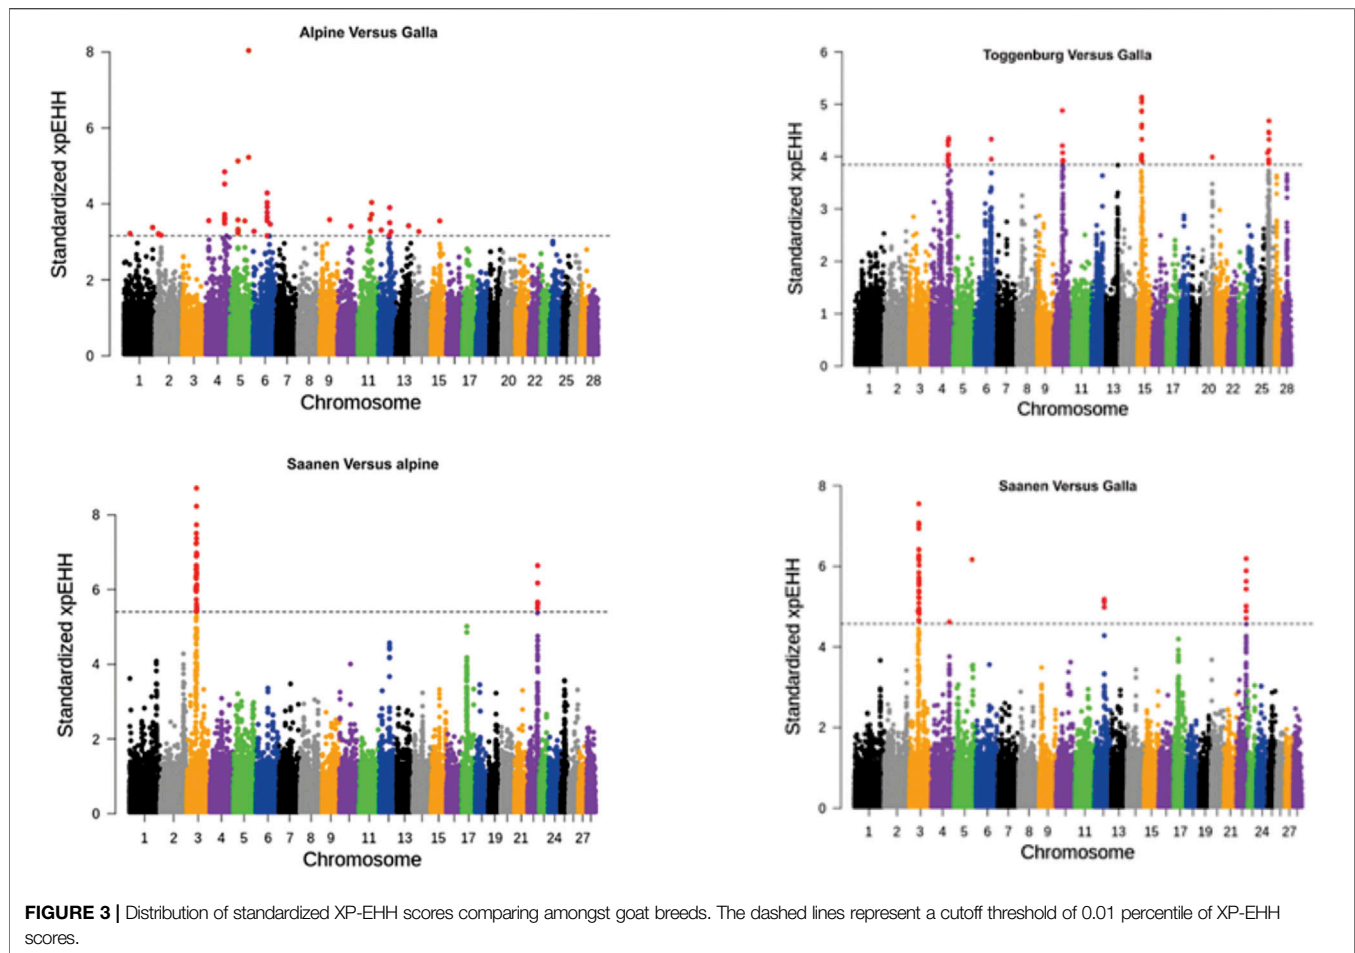 Alpine Versus Galla
Standardized xpEHH
8
6
4
2
0
1 2 3 4 5 6 7 8 9 11 13 15 17 20 22 25 28
Chromosome
Toggenburg Versus Galla
Standardized xpEHH
6
5
4
3
2
1
0
1 2 3 4 5 6 7 8 9 11 13 15 17 20 22 25 28
Chromosome
Saanen Versus alpine
Standardized xpEHH
8
6
4
2
0
1 2 3 4 5 6 7 8 9 11 13 15 17 19 21 24 27
Chromosome
Saanen Versus Galla
Standardized xpEHH
8
6
4
2
0
1 2 3 4 5 6 7 8 9 11 13 15 17 19 21 24 27
Chromosome
FIGURE 3 | Distribution of standardized XP-EHH scores comparing amongst goat breeds. The dashed lines represent a cutoff threshold of 0.01 percentile of XP-EHH
scores.